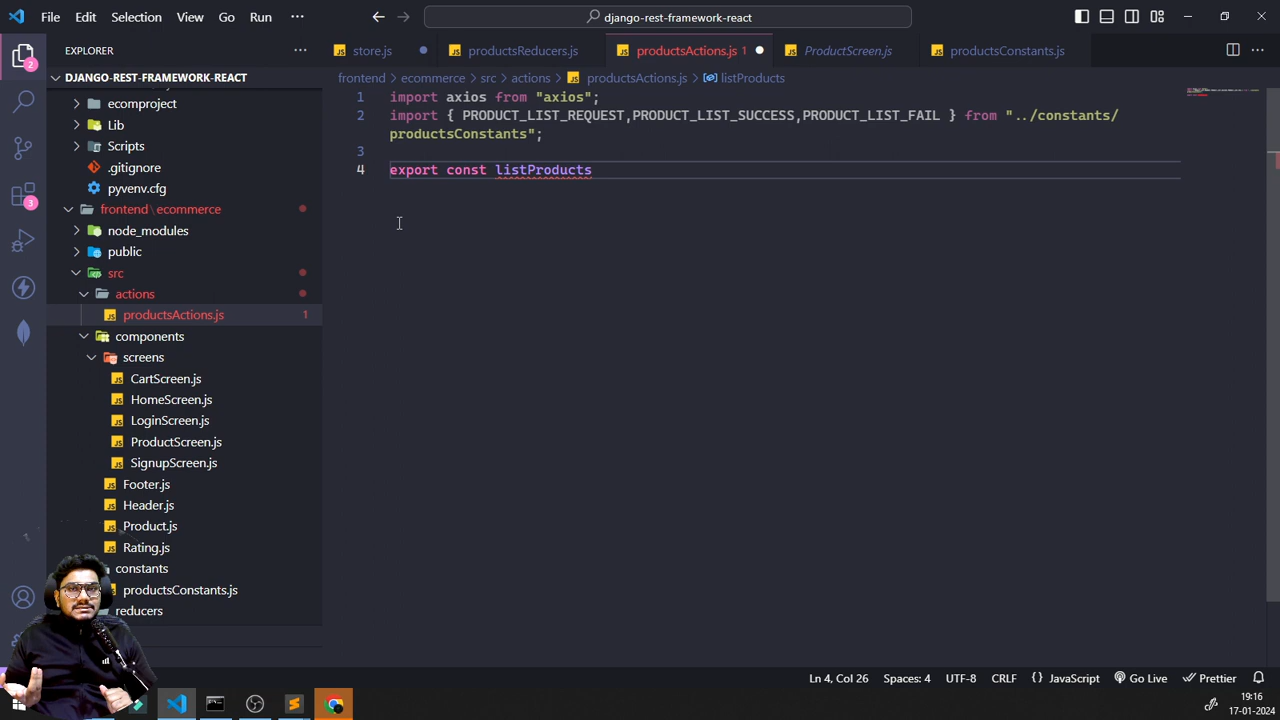 File Edit Selection View Go Run ··· django-rest-framework-react
EXPLORER ···
store.js productsReducers.js productsActions.js 1 ProductScreen.js productsConstants.js ···
DJANGO-REST-FRAMEWORK-REACT
frontend > ecommerce > src > actions > productsActions.js > listProducts
ecomproject
Lib
Scripts
.gitignore
pyvenv.cfg
frontend \ ecommerce
node_modules
public
src
actions
productsActions.js 1
components
screens
CartScreen.js
HomeScreen.js
LoginScreen.js
ProductScreen.js
SignupScreen.js
Footer.js
Header.js
Product.js
Rating.js
constants
productsConstants.js
reducers
2
3
1 import axios from "axios";
2 import { PRODUCT_LIST_REQUEST,PRODUCT_LIST_SUCCESS,PRODUCT_LIST_FAIL } from "../constants/
productsConstants";
3
4 export const listProducts
Ln 4, Col 26 Spaces: 4 UTF-8 CRLF { } JavaScript Go Live Prettier
19:16
17-01-2024